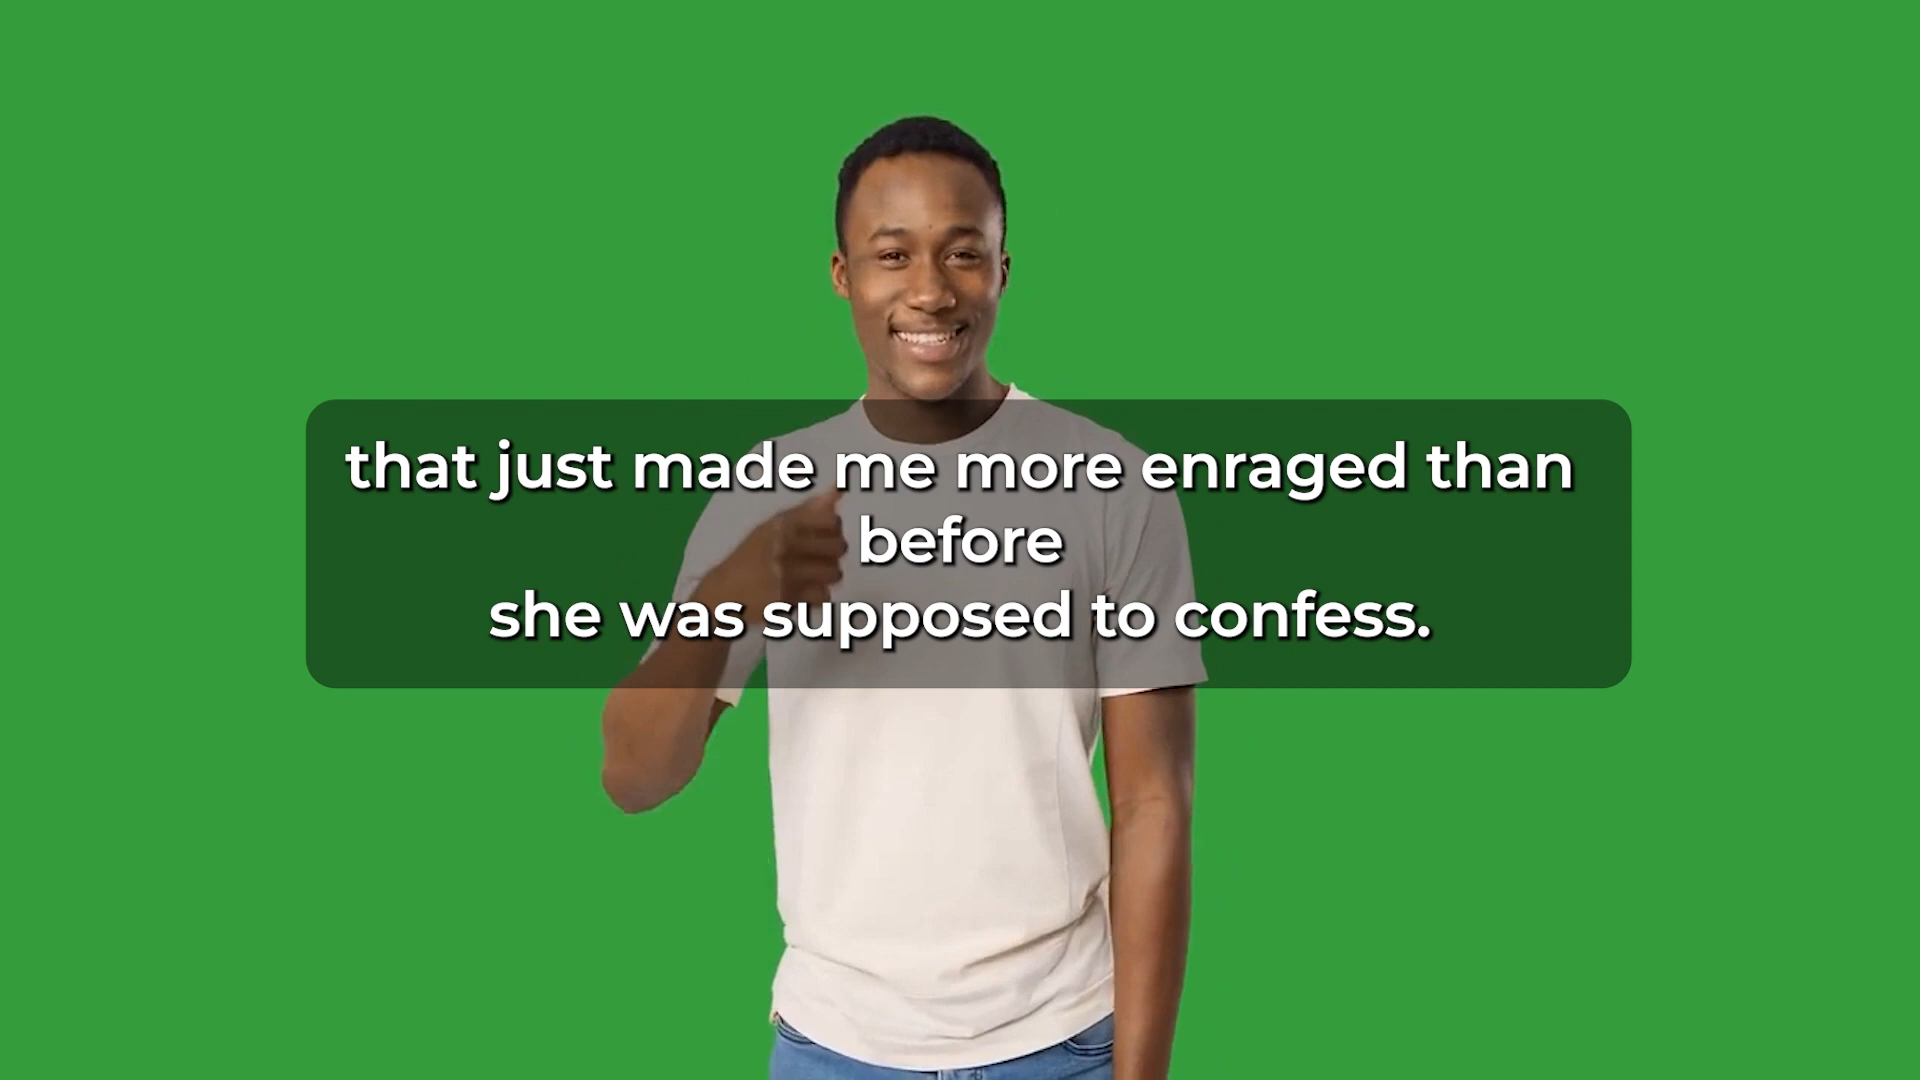 that just made me more enraged than
before
she was supposed to confess.